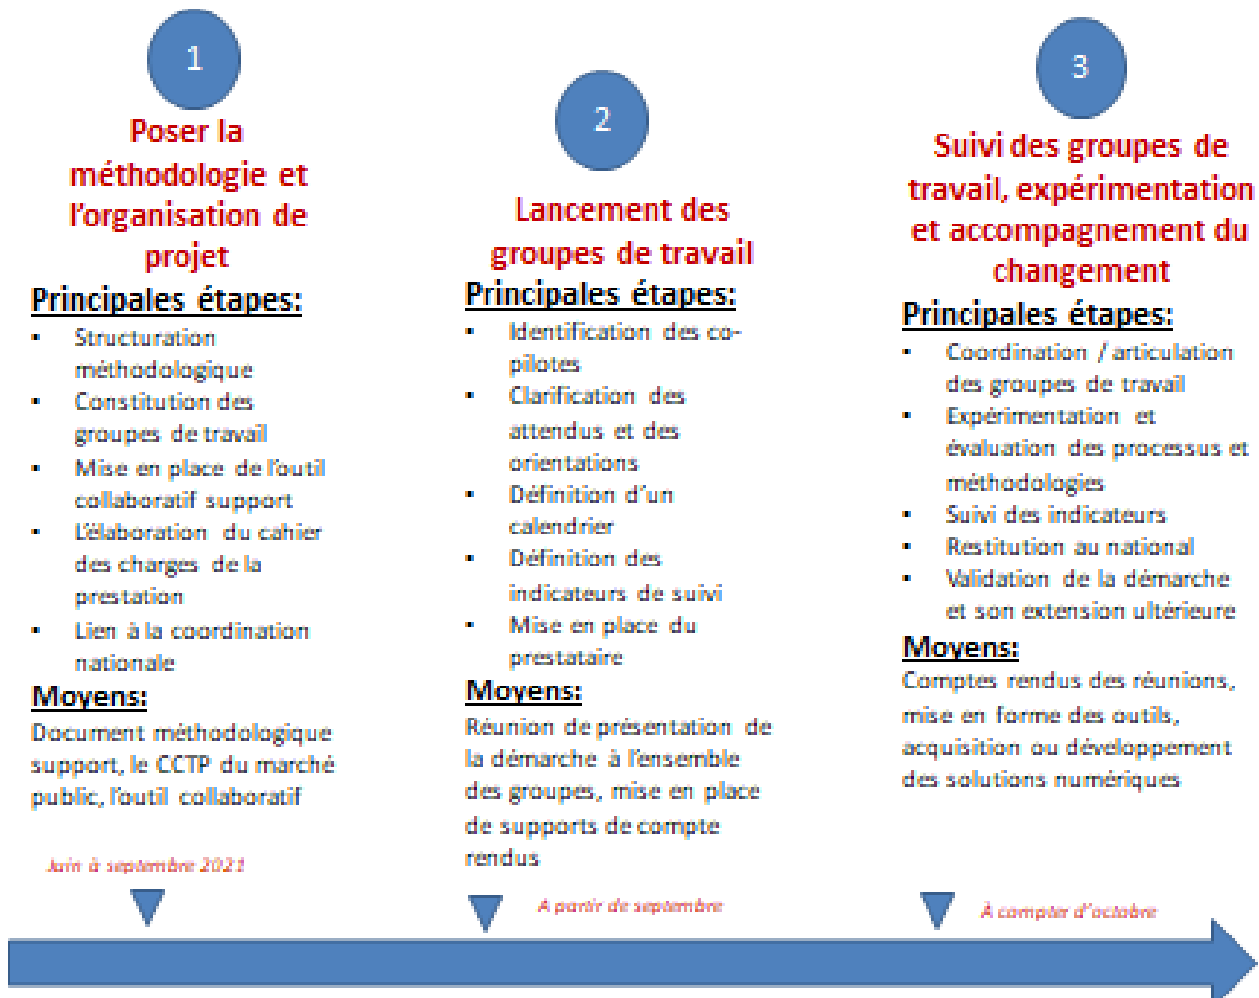 1
Poser la
méthodologie et
l'organisation de
projet
Principales étapes:
▪ Structuration
méthodologique
▪ Constitution des
groupes de travail
▪ Mise en place de l'outil
collaboratif support
▪ L'élaboration du cahier
des charges de la
prestation
▪ Lien à la coordination
nationale
Moyens:
Document méthodologique
support, le CCTP du marché
public, l'outil collaboratif
Juin à septembre 2021
2
Lancement des
groupes de travail
Principales étapes:
▪ Identification des co-
pilotes
▪ Clarification des
attendus et des
orientations
▪ Définition d'un
calendrier
▪ Définition des
indicateurs de suivi
▪ Mise en place du
prestataire
Moyens:
Réunion de présentation de
la démarche à l'ensemble
des groupes, mise en place
de supports de compte
rendus
A partir de septembre
3
Suivi des groupes de
travail, expérimentation
et accompagnement du
changement
Principales étapes:
▪ Coordination / articulation
des groupes de travail
▪ Expérimentation et
évaluation des processus et
méthodologies
▪ Suivi des indicateurs
▪ Restitution au national
▪ Validation de la démarche
et son extension ultérieure
Moyens:
Comptes rendus des réunions,
mise en forme des outils,
acquisition ou développement
des solutions numériques
À compter d'octobre